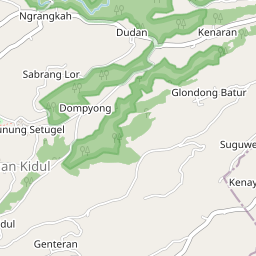 Ngrangkah
Dudan
Kenaran
Sabrang Lor
Glondong Batur
Dompyong
unung Setugel
Suguwe
an Kidul
Kenay
dul
Genteran